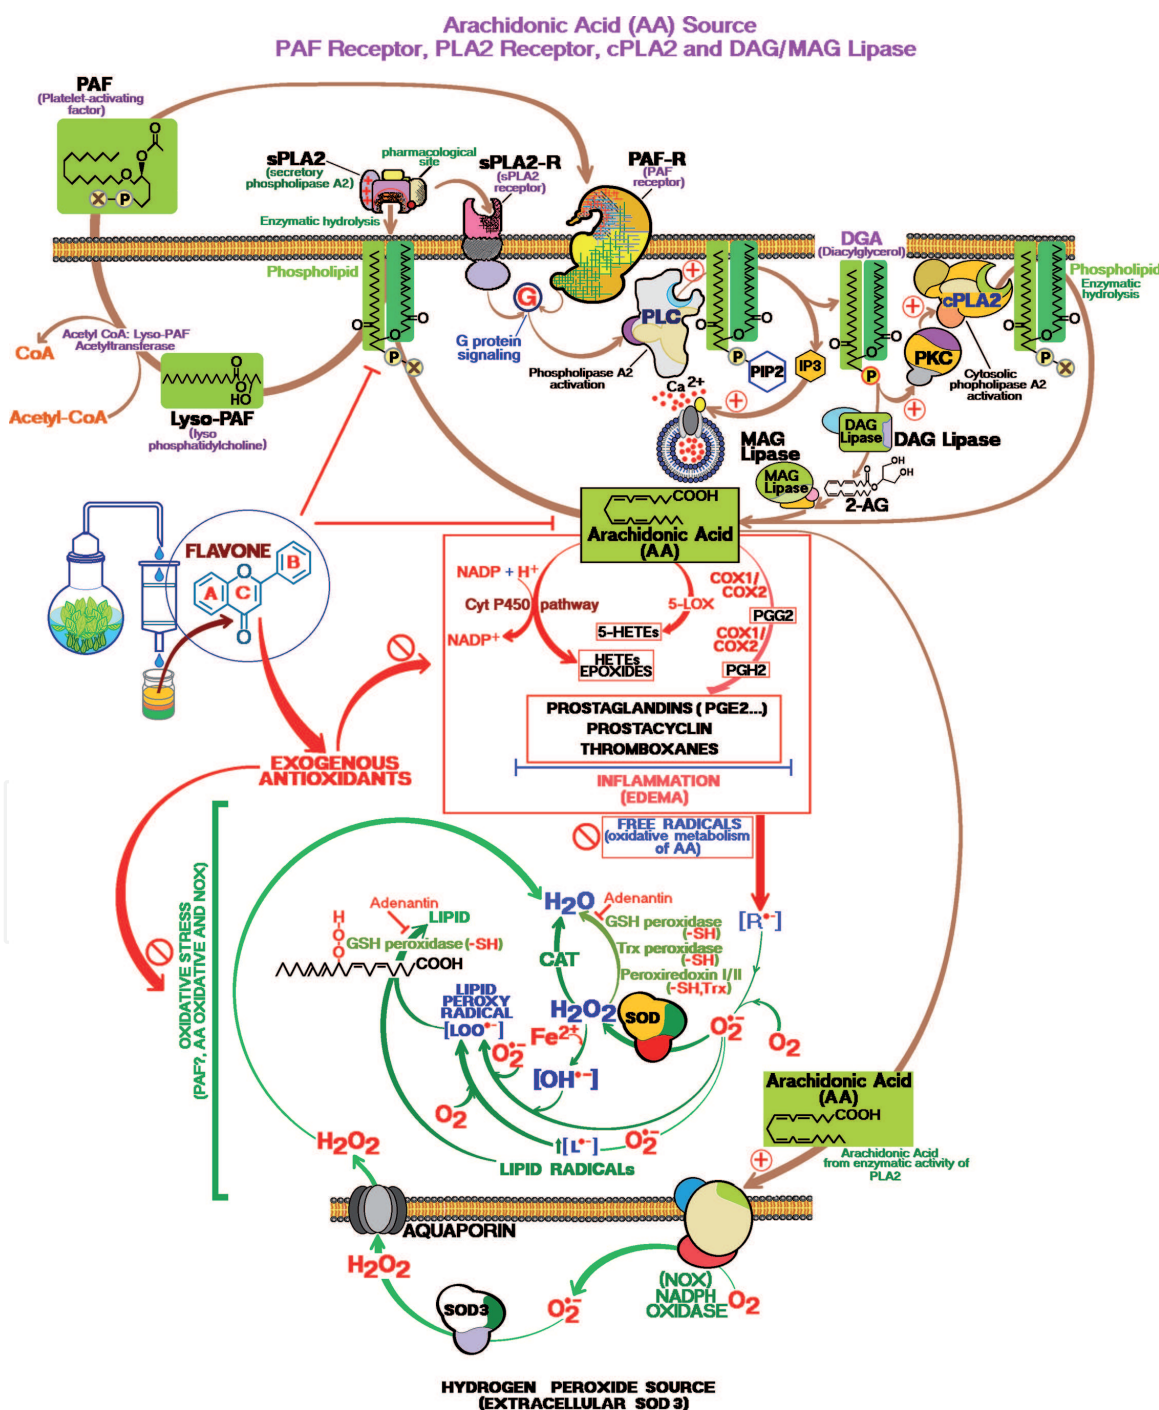 Arachidonic Acid (AA) Source
PAF Receptor, PLA2 Receptor, cPLA2 and DAG/MAG Lipase
PAF
(Platelet-activating
factor)
O
O
O
X
P
sPLA2
(secretory
phospholipase A2)
pharmacological
site
sPLA2-R
(sPLA2
receptor)
PAF-R
(PAF
receptor)
Enzymatic hydrolysis
Phospholipid
DGA
(Diacylglycerol)
Phospholipid
Enzymatic
hydrolysis
G
G protein
signaling
PLC
Phospholipase A2
activation
O
O
O
P
X
O
O
O
P
PIP2
IP3
O
O
O
P
cPLA2
PKC
Cytosolic
phopholipase A2
activation
O
O
O
P
X
CoA
Acetyl CoA: Lyso-PAF
Acetyltransferase
Acetyl-CoA
O
OH
HO
Lyso-PAF
(lyso
phosphatidylcholine)
Ca2+
MAG
Lipase
MAG
Lipase
DAG
Lipase
DAG Lipase
O
O
OH
OH
2-AG
COOH
Arachidonic Acid
(AA)
FLAVONE
A
C
B
O
O
NADP + H+
Cyt P450 pathway
NADP+
5-LOX
5-HETEs
HETEs
EPOXIDES
COX1/
COX2
PGG2
COX1/
COX2
PGH2
PROSTAGLANDINS ( PGE2...)
PROSTACYCLIN
THROMBOXANES
INFLAMMATION
(EDEMA)
EXOGENOUS
ANTIOXIDANTS
FREE RADICALS
(oxidative metabolism
of AA)
OXIDATIVE STRESS
(PAF?, AA OXIDATIVE AND NOX)
Adenantin
LIPID
GSH peroxidase(-SH)
H
O
O
COOH
H2O
Adenantin
GSH peroxidase
(-SH)
Trx peroxidase
(-SH)
Peroxiredoxin I/II
(-SH,Trx)
[R•-]
CAT
LIPID
PEROXY
RADICAL
[LOO•-]
H2O2
SOD
O2•-
O2
Fe2+
O2•-
[OH•-]
O2
↑[L•-]
O2•-
LIPID RADICALs
Arachidonic Acid
(AA)
COOH
Arachidonic Acid
from enzymatic activity of
PLA2
H2O2
AQUAPORIN
H2O2
SOD3
O2•-
(NOX)
NADPH
OXIDASE
O2
HYDROGEN PEROXIDE SOURCE
(EXTRACELLULAR SOD3)